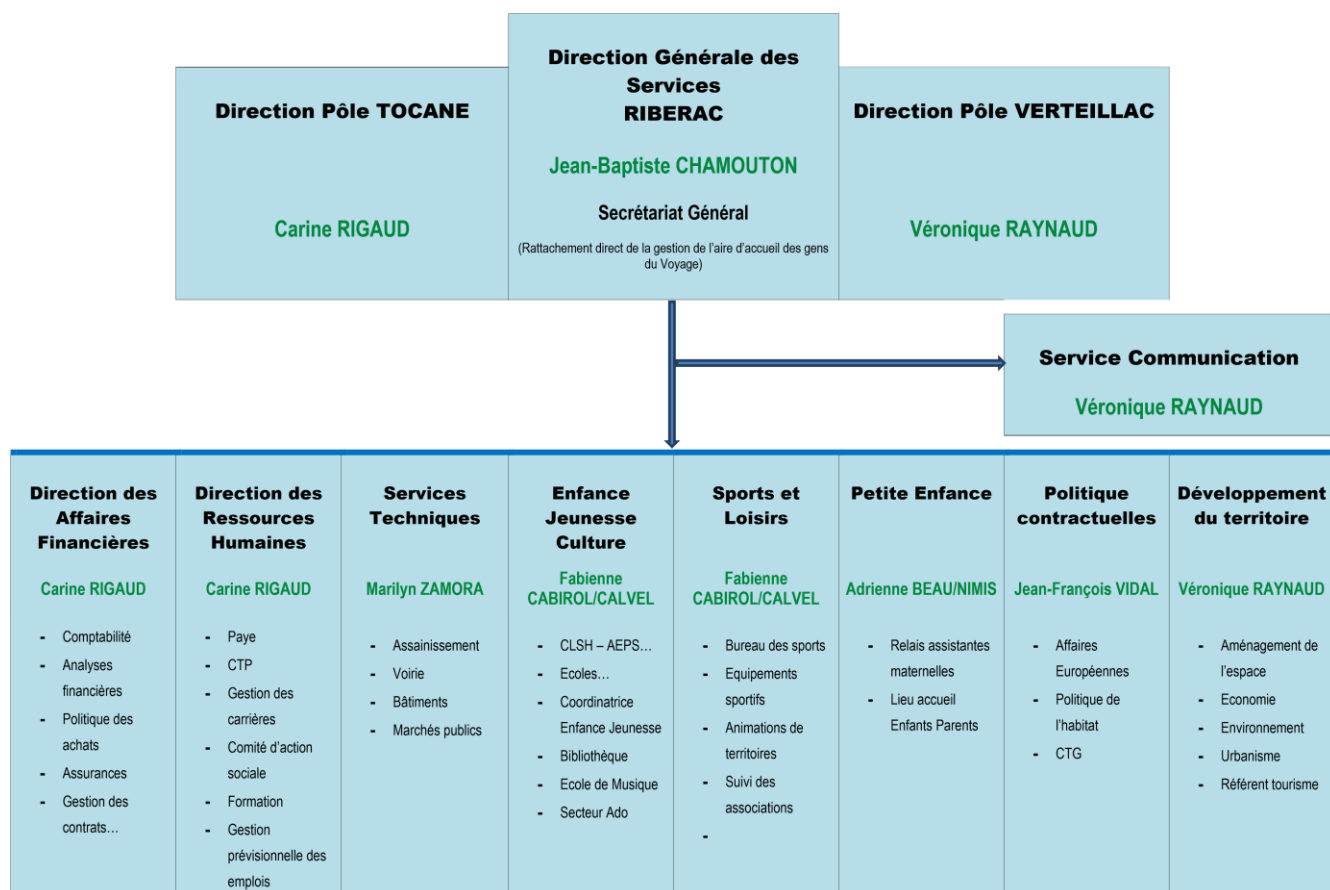 Direction Générale des
Services
RIBERAC
Jean-Baptiste CHAMOUTON
Secrétariat Général
(Rattachement direct de la gestion de l'aire d'accueil des gens
du Voyage)
Direction Pôle TOCANE
Carine RIGAUD
Direction Pôle VERTEILLAC
Véronique RAYNAUD
Service Communication
Véronique RAYNAUD
Direction des
Affaires
Financières
Carine RIGAUD
- Comptabilité
- Analyses
financières
- Politique des
achats
- Assurances
- Gestion des
contrats…
Direction des
Ressources
Humaines
Carine RIGAUD
- Paye
- CTP
- Gestion des
carrières
- Comité d'action
sociale
- Formation
- Gestion
prévisionnelle des
emplois
Services
Techniques
Marilyn ZAMORA
- Assainissement
- Voirie
- Bâtiments
- Marchés publics
Enfance
Jeunesse
Culture
Fabienne
CABIROL/CALVEL
- CLSH – AEPS…
- Ecoles…
- Coordinatrice
Enfance Jeunesse
- Bibliothèque
- Ecole de Musique
- Secteur Ado
Sports et
Loisirs
Fabienne
CABIROL/CALVEL
- Bureau des sports
- Equipements
sportifs
- Animations de
territoires
- Suivi des
associations
-
Petite Enfance
Adrienne BEAU/NIMIS
- Relais assistantes
maternelles
- Lieu accueil
Enfants Parents
Politique
contractuelles
Jean-François VIDAL
- Affaires
Européennes
- Politique de
l'habitat
- CTG
Développement
du territoire
Véronique RAYNAUD
- Aménagement de
l'espace
- Economie
- Environnement
- Urbanisme
- Référent tourisme